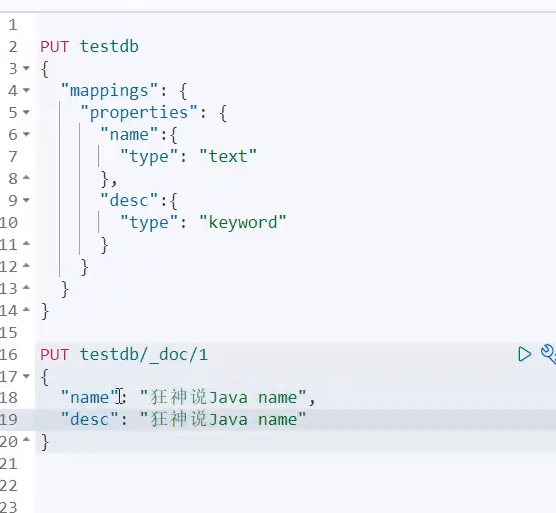 1
2 PUT testdb
3 {
4 "mappings": {
5 "properties": {
6 "name":{
7 "type": "text"
8 },
9 "desc":{
10 "type": "keyword"
11 }
12 }
13 }
14 }
15
16 PUT testdb/_doc/1
17 {
18 "name": "狂神说Java name",
19 "desc": "狂神说Java name"
20 }
21
22
23